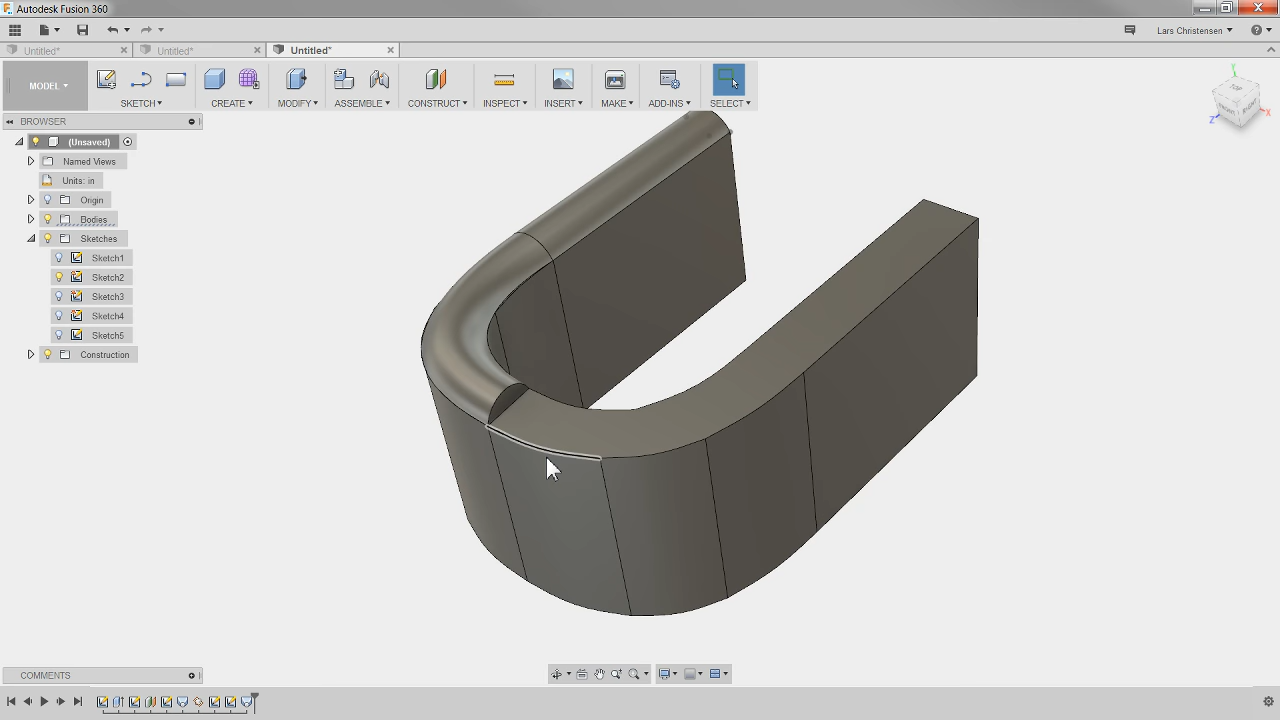 Autodesk Fusion 360
Lars Christensen
Untitled*
Untitled*
Untitled*
MODEL
SKETCH
CREATE
MODIFY
ASSEMBLE
CONSTRUCT
INSPECT
INSERT
MAKE
ADD-INS
SELECT
BROWSER
(Unsaved)
Named Views
Units: in
Origin
Bodies
Sketches
Sketch1
Sketch2
Sketch3
Sketch4
Sketch5
Construction
COMMENTS
Y
Z
X